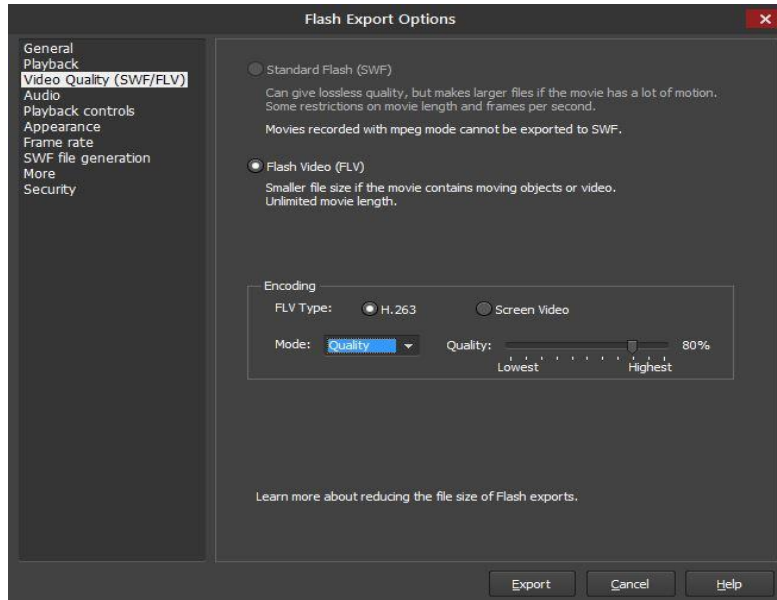 Flash Export Options
General
Playback
Video Quality (SWF/FLV)
Audio
Playback controls
Appearance
Frame rate
SWF file generation
More
Security
Standard Flash (SWF)
Can give lossless quality, but makes larger files if the movie has a lot of motion.
Some restrictions on movie length and frames per second.
Movies recorded with mpeg mode cannot be exported to SWF.
Flash Video (FLV)
Smaller file size if the movie contains moving objects or video.
Unlimited movie length.
Encoding
FLV Type: H.263 Screen Video
Mode: Quality Quality: 80%
Lowest Highest
Learn more about reducing the file size of Flash exports.
Export Cancel Help